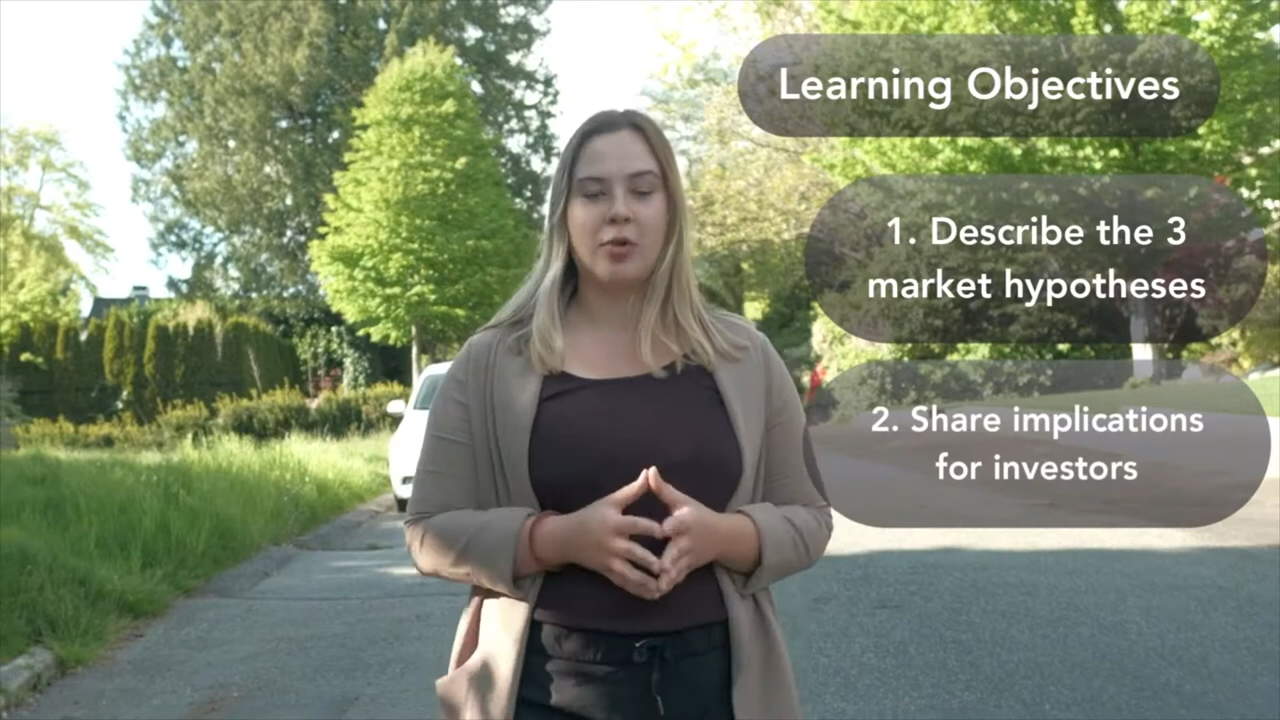 Learning Objectives
1. Describe the 3
market hypotheses
2. Share implications
for investors